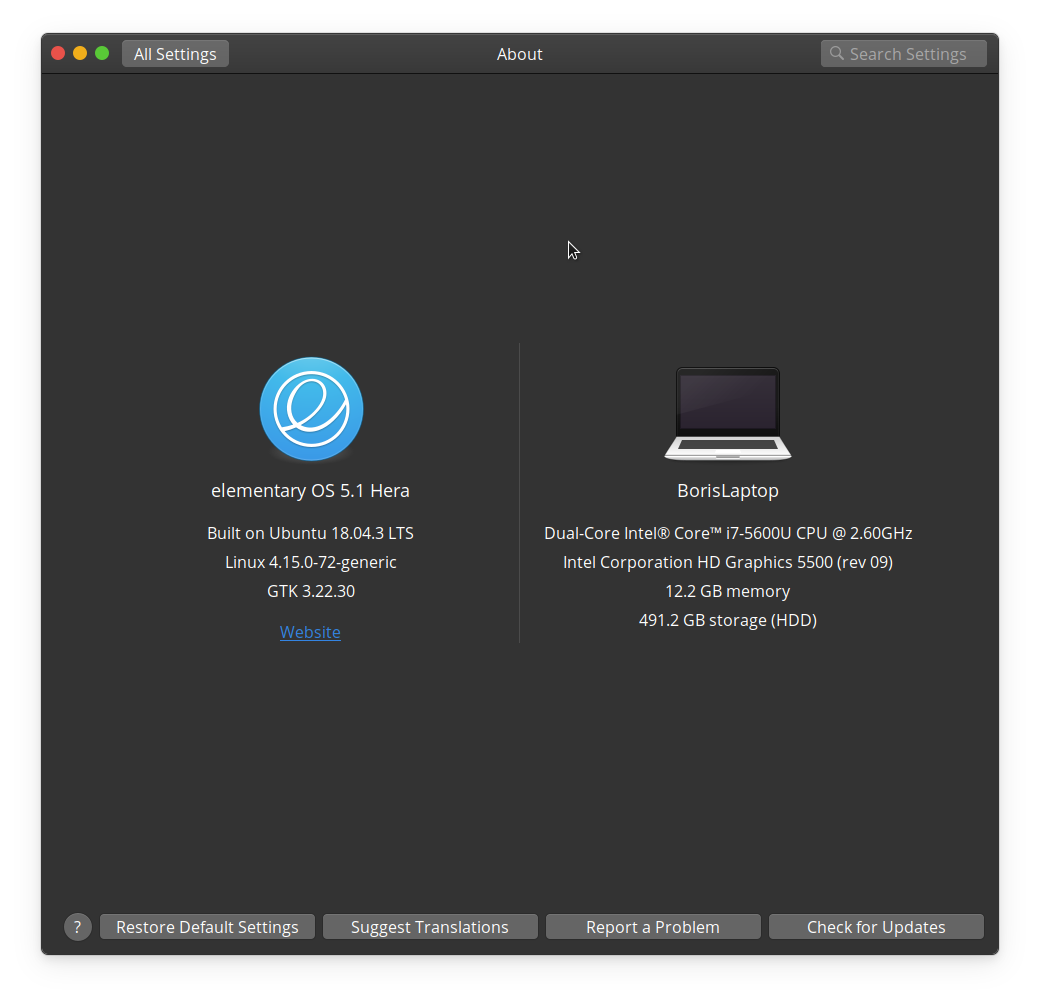 All Settings
About
Search Settings
elementary OS 5.1 Hera
Built on Ubuntu 18.04.3 LTS
Linux 4.15.0-72-generic
GTK 3.22.30
Website
BorisLaptop
Dual-Core Intel® Core™ i7-5600U CPU @ 2.60GHz
Intel Corporation HD Graphics 5500 (rev 09)
12.2 GB memory
491.2 GB storage (HDD)
?
Restore Default Settings
Suggest Translations
Report a Problem
Check for Updates